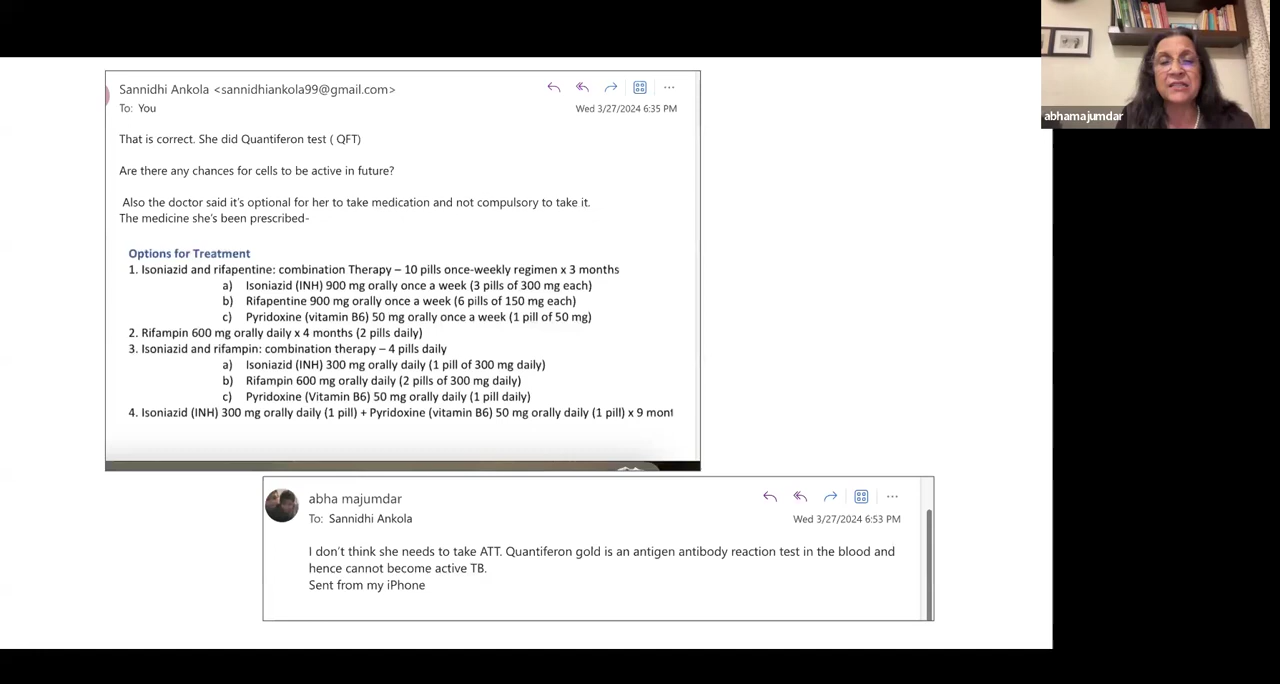 abhamajumdar
Sannidhi Ankola <sannidhiankola99@gmail.com>
To: You
Wed 3/27/2024 6:35 PM
That is correct. She did Quantiferon test ( QFT)
Are there any chances for cells to be active in future?
Also the doctor said it's optional for her to take medication and not compulsory to take it.
The medicine she's been prescribed-
Options for Treatment
1. Isoniazid and rifapentine: combination Therapy – 10 pills once-weekly regimen x 3 months
a) Isoniazid (INH) 900 mg orally once a week (3 pills of 300 mg each)
b) Rifapentine 900 mg orally once a week (6 pills of 150 mg each)
c) Pyridoxine (vitamin B6) 50 mg orally once a week (1 pill of 50 mg)
2. Rifampin 600 mg orally daily x 4 months (2 pills daily)
3. Isoniazid and rifampin: combination therapy – 4 pills daily
a) Isoniazid (INH) 300 mg orally daily (1 pill of 300 mg daily)
b) Rifampin 600 mg orally daily (2 pills of 300 mg daily)
c) Pyridoxine (Vitamin B6) 50 mg orally daily (1 pill daily)
4. Isoniazid (INH) 300 mg orally daily (1 pill) + Pyridoxine (vitamin B6) 50 mg orally daily (1 pill) x 9 mont
abha majumdar
To: Sannidhi Ankola
Wed 3/27/2024 6:53 PM
I don't think she needs to take ATT. Quantiferon gold is an antigen antibody reaction test in the blood and
hence cannot become active TB.
Sent from my iPhone